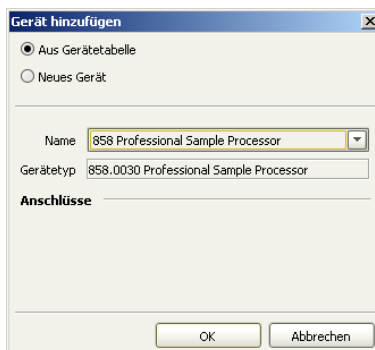 Gerät hinzufügen
Aus Gerätetabelle
Neues Gerät
Name 858 Professional Sample Processor
Gerätetyp 858.0030 Professional Sample Processor
Anschlüsse
OK Abbrechen